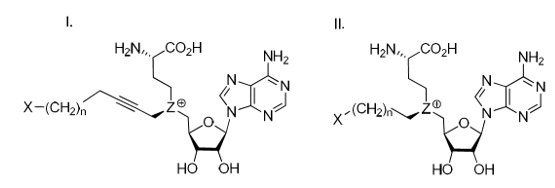 I.
II.
H₂N CO₂H
H₂N CO₂H
NH₂
NH₂
N N
N N
X–(CH₂)n
Z⊕
N N
X (CH₂)n
Z⊕
N N
O
O
HO OH
HO OH